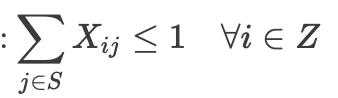 : ∑_{j∈S} X_{ij} ≤ 1 ∀i ∈ Z